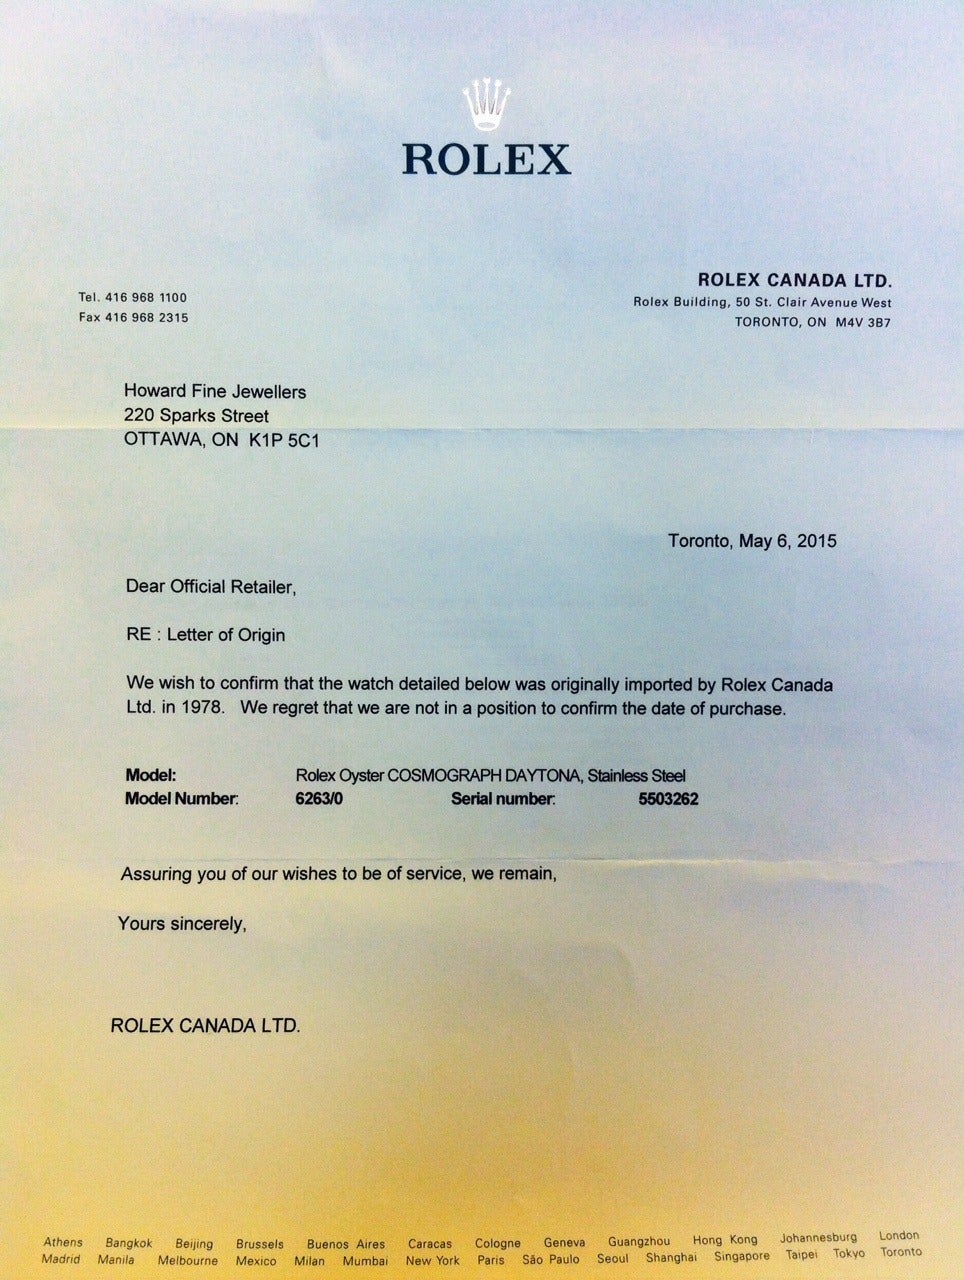 ROLEX
ROLEX CANADA LTD.
Tel. 416 968 1100
Rolex Building, 50 St. Clair Avenue West
Fax 416 968 2315
TORONTO, ON M4V 3B7
Howard Fine Jewellers
220 Sparks Street
OTTAWA, ON K1P 5C1
Toronto, May 6, 2015
Dear Official Retailer,
RE : Letter of Origin
We wish to confirm that the watch detailed below was originally imported by Rolex Canada
Ltd. in 1978. We regret that we are not in a position to confirm the date of purchase.
Model: Rolex Oyster COSMOGRAPH DAYTONA, Stainless Steel
Model Number: 6263/0 Serial number: 5503262
Assuring you of our wishes to be of service, we remain,
Yours sincerely,
ROLEX CANADA LTD.
Athens Bangkok Beijing Brussels Buenos Aires Caracas Cologne Geneva Guangzhou Hong Kong Johannesburg London
Madrid Manila Melbourne Mexico Milan Mumbai New York Paris São Paulo Seoul Shanghai Singapore Taipei Tokyo Toronto